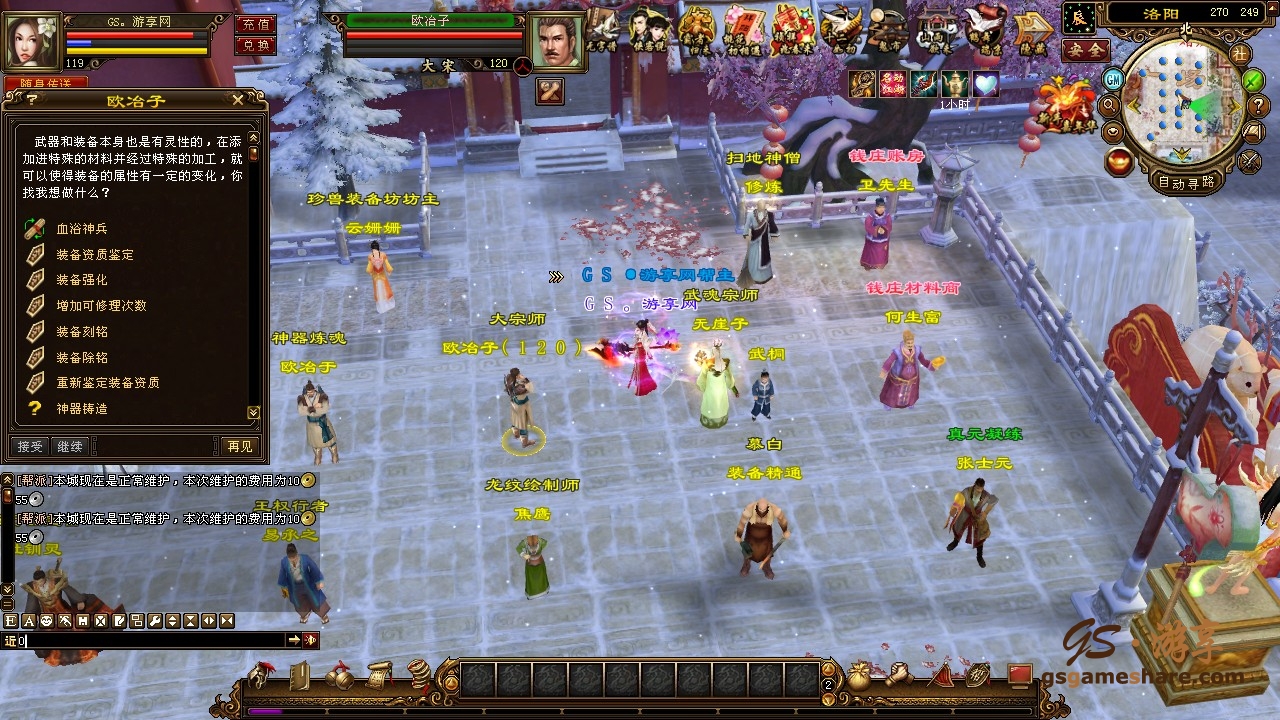 GS。游享网
119
充值
兑换
随身传送
欧冶子
大宋
120
1小时
辰
洛阳
270 249
北
安全
社
GM
自动寻路
?
欧冶子
武器和装备本身也是有灵性的，在添
加进特殊的材料并经过特殊的加工，就
可以使得装备的属性有一定的变化，你
找我想做什么？
血浴神兵
装备资质鉴定
装备强化
增加可修理次数
装备刻铭
装备除铭
重新鉴定装备资质
神器铸造
接受
继续
再见
珍兽装备坊坊主
云姗姗
扫地神僧
修炼
钱庄账房
卫先生
GS●游享网帮主
GS。游享网
武魂宗师
无崖子
钱庄材料商
何生富
大宗师
欧冶子(120)
神器炼魂
欧冶子
武桐
慕白
装备精通
真元凝练
张士元
龙纹绘制师
蕉鹰
王权行者
易承之
[帮派]本城现在是正常维护，本次维护的费用为10
55
[帮派]本城现在是正常维护，本次维护的费用为10
55
近0
2
GS 游享
gsgameshare.com